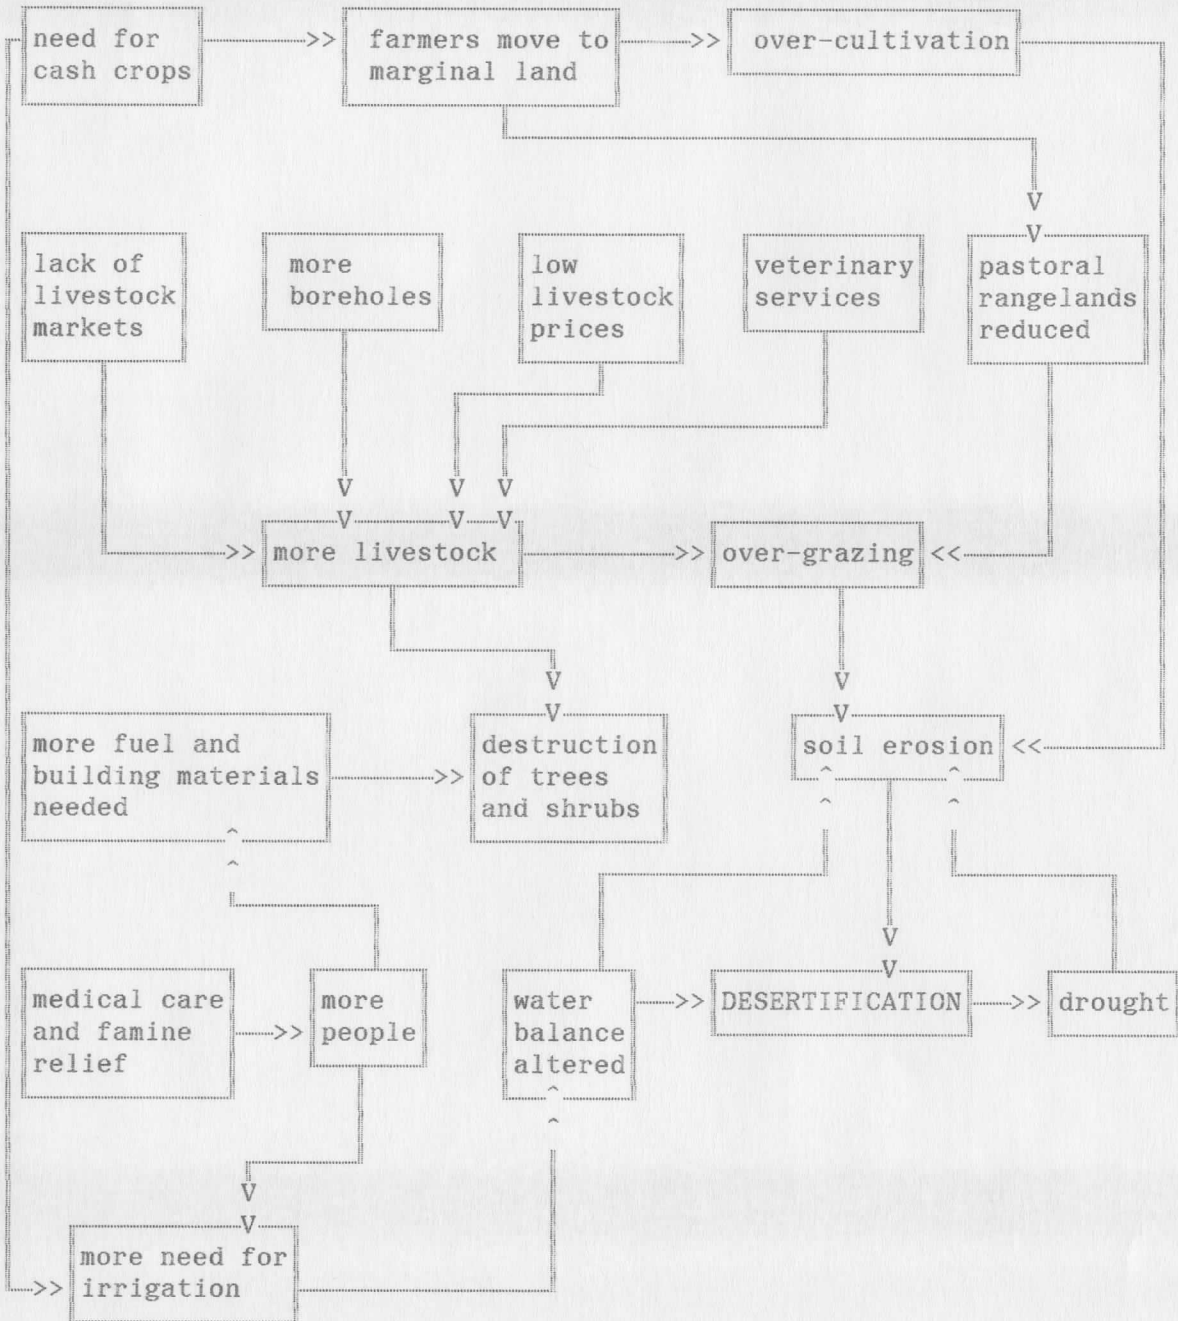 need for
cash crops
farmers move to
marginal land
over-cultivation
lack of
livestock
markets
more
boreholes
low
livestock
prices
veterinary
services
pastoral
rangelands
reduced
more livestock
over-grazing
more fuel and
building materials
needed
destruction
of trees
and shrubs
soil erosion
medical care
and famine
relief
more
people
water
balance
altered
DESERTIFICATION
drought
more need for
irrigation